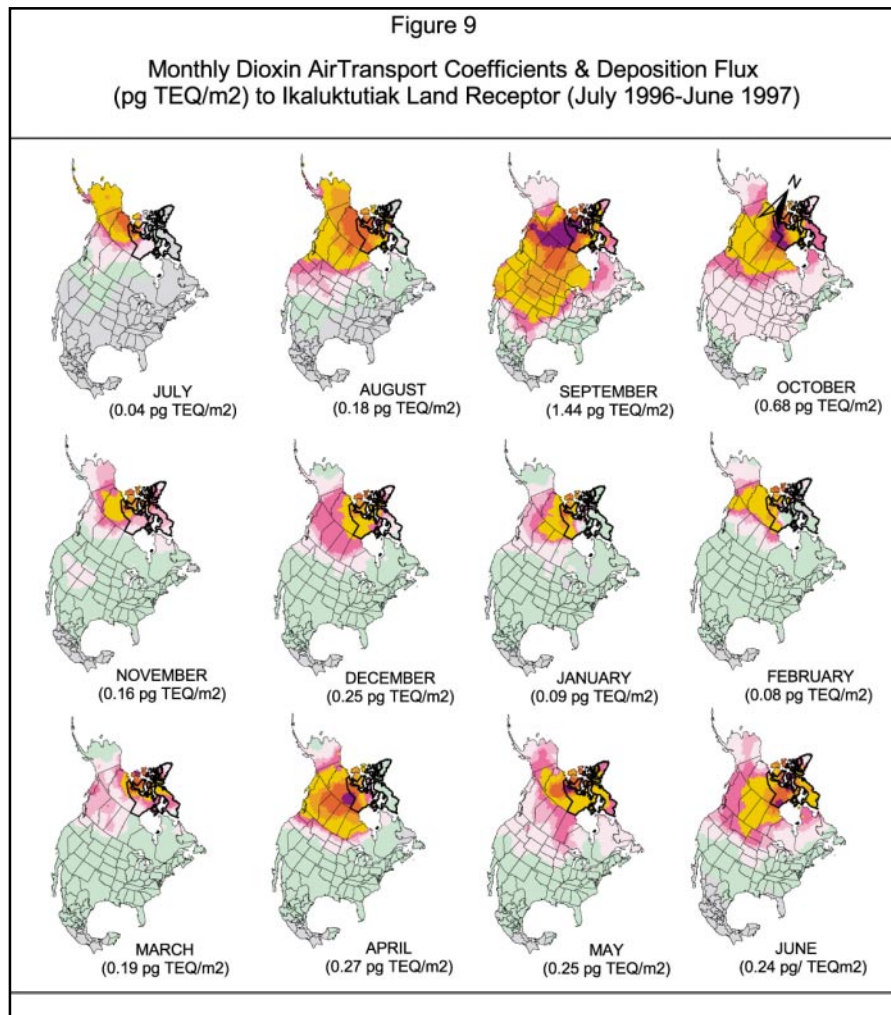 Figure 9
Monthly Dioxin AirTransport Coefficients & Deposition Flux
(pg TEQ/m2) to Ikaluktutiak Land Receptor (July 1996-June 1997)
N
JULY
(0.04 pg TEQ/m2)
AUGUST
(0.18 pg TEQ/m2)
SEPTEMBER
(1.44 pg TEQ/m2)
OCTOBER
(0.68 pg TEQ/m2)
NOVEMBER
(0.16 pg TEQ/m2)
DECEMBER
(0.25 pg TEQ/m2)
JANUARY
(0.09 pg TEQ/m2)
FEBRUARY
(0.08 pg TEQ/m2)
MARCH
(0.19 pg TEQ/m2)
APRIL
(0.27 pg TEQ/m2)
MAY
(0.25 pg TEQ/m2)
JUNE
(0.24 pg/ TEQm2)